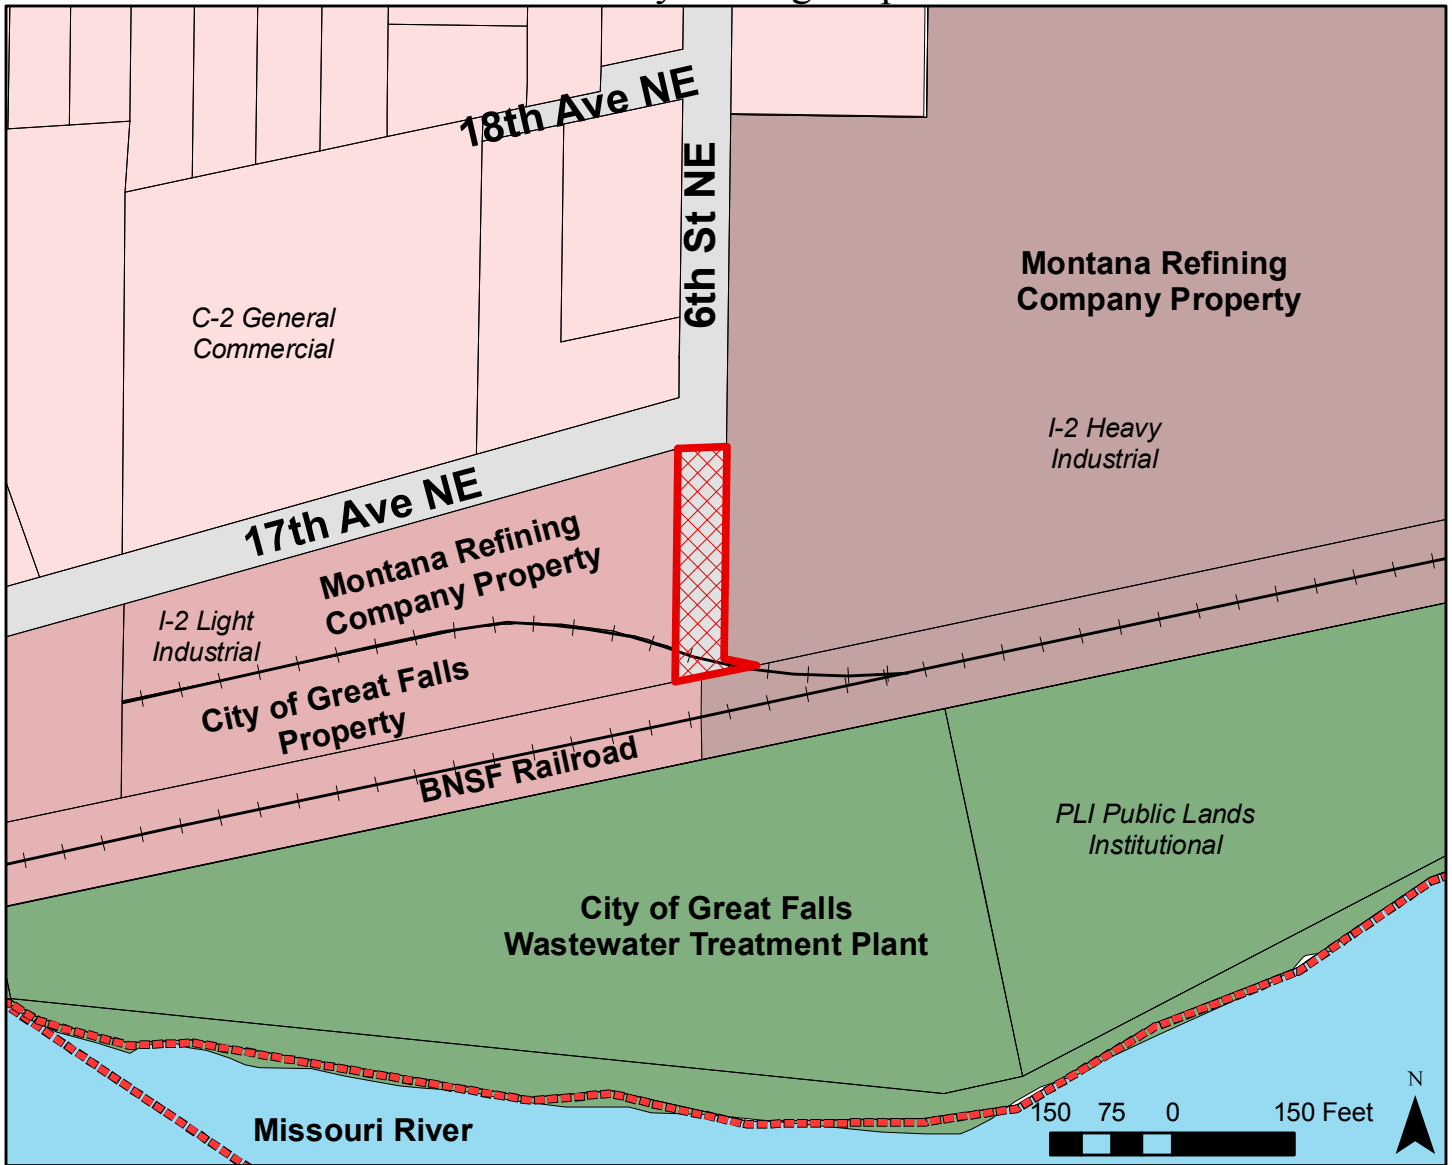 18th Ave NE
6th St NE
Montana Refining
Company Property
C-2 General
Commercial
I-2 Heavy
Industrial
17th Ave NE
Montana Refining
Company Property
I-2 Light
Industrial
City of Great Falls
Property
BNSF Railroad
PLI Public Lands
Institutional
City of Great Falls
Wastewater Treatment Plant
Missouri River
150 75 0 150 Feet
N